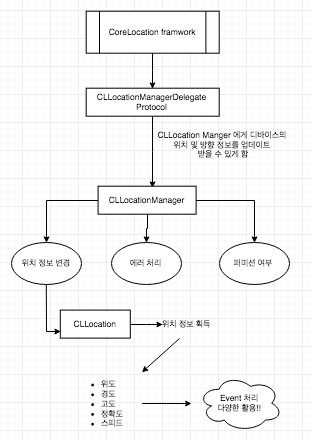 CoreLocation framwork
CLLocationManagerDelegate
Protocol
CLLocation Manger 에게 디바이스의
위치 및 방향 정보를 업데이트
받을 수 있게 함
CLLocationManager
위치 정보 변경
에러 처리
퍼미션 여부
CLLocation
위치 정보 획득
• 위도
• 경도
• 고도
• 정확도
• 스피드
Event 처리
다양한 활용!!